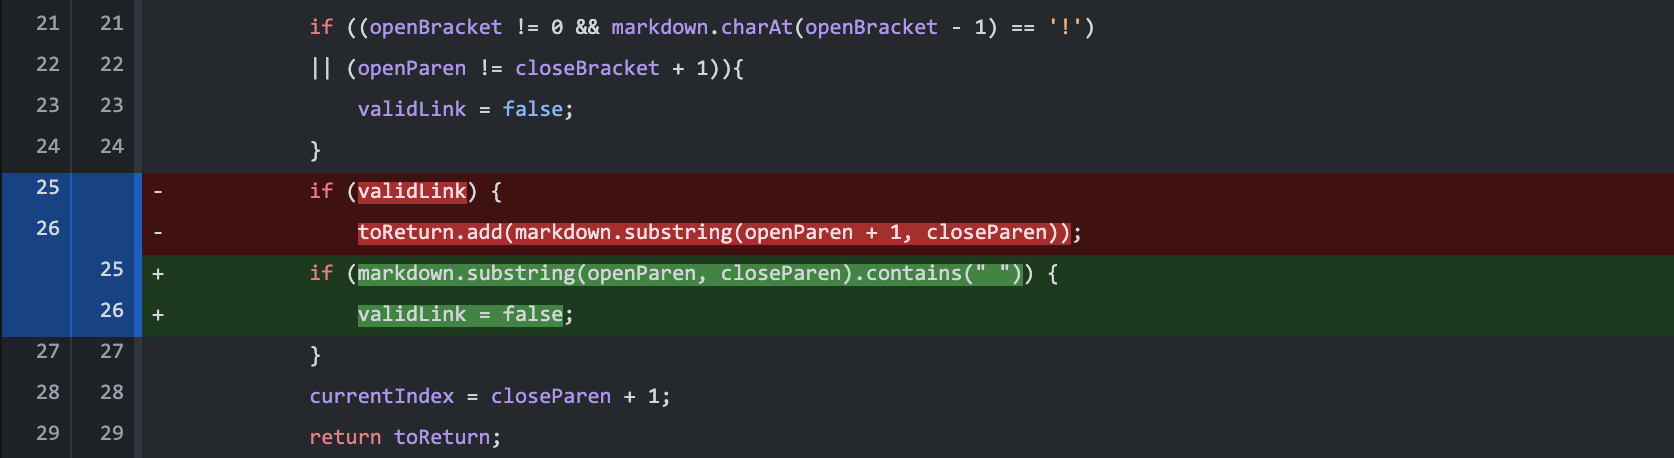 21 21 if ((openBracket != 0 && markdown.charAt(openBracket - 1) == '!')
22 22 || (openParen != closeBracket + 1)){
23 23 validLink = false;
24 24 }
25 - if (validLink) {
26 - toReturn.add(markdown.substring(openParen + 1, closeParen));
25 + if (markdown.substring(openParen, closeParen).contains(" ")) {
26 + validLink = false;
27 27 }
28 28 currentIndex = closeParen + 1;
29 29 return toReturn;